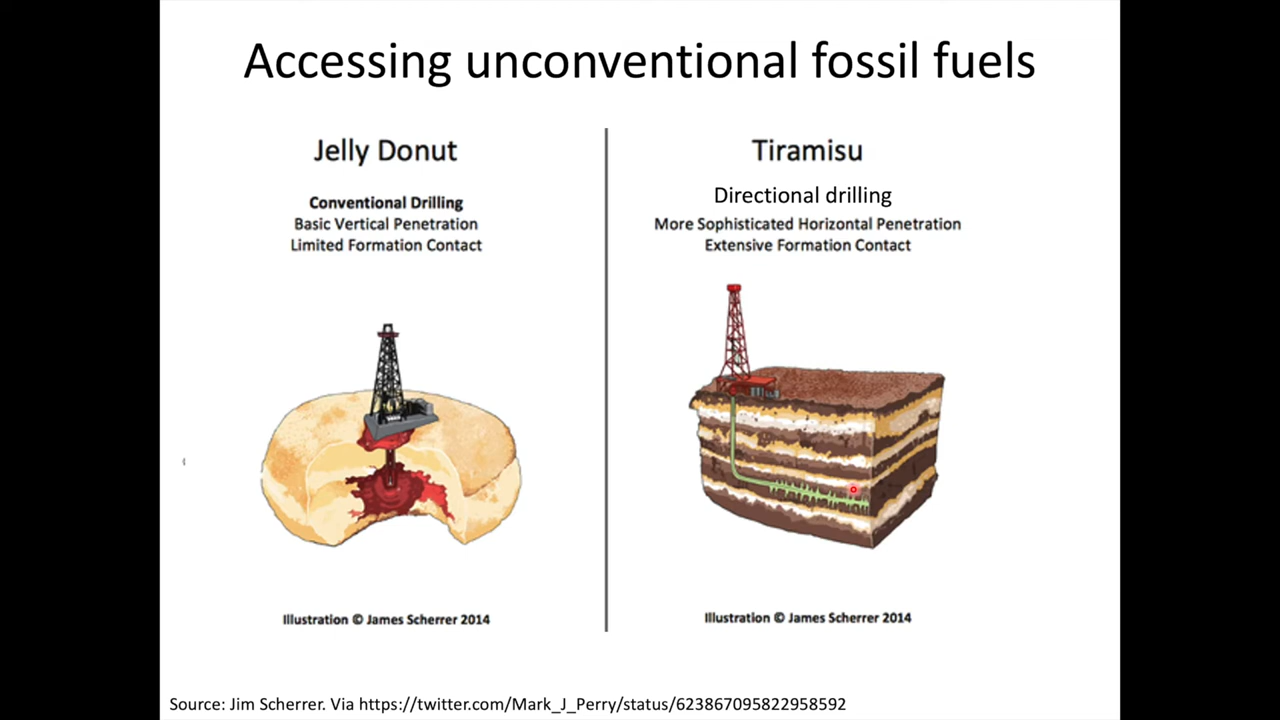 Accessing unconventional fossil fuels
Jelly Donut
Conventional Drilling
Basic Vertical Penetration
Limited Formation Contact
Illustration © James Scherrer 2014
Tiramisu
Directional drilling
More Sophisticated Horizontal Penetration
Extensive Formation Contact
Illustration © James Scherrer 2014
Source: Jim Scherrer. Via https://twitter.com/Mark_J_Perry/status/623867095822958592